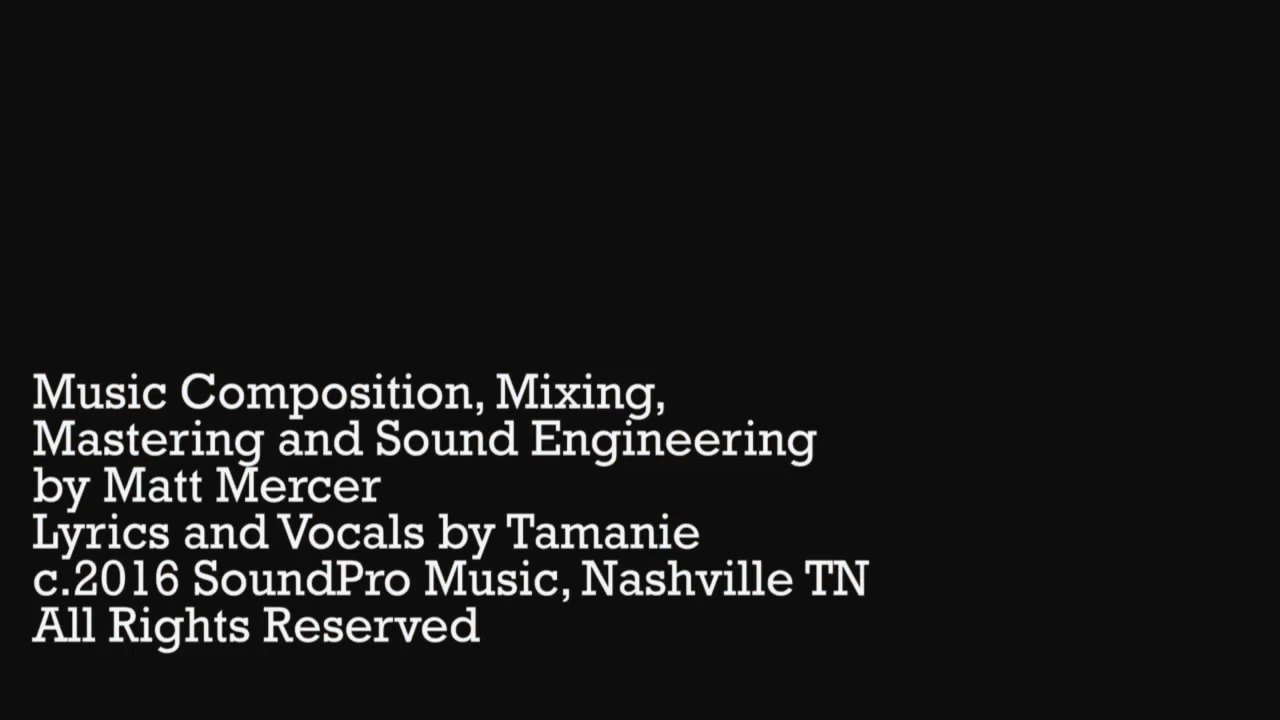 Music Composition, Mixing,
Mastering and Sound Engineering
by Matt Mercer
Lyrics and Vocals by Tamanie
c.2016 SoundPro Music, Nashville TN
All Rights Reserved